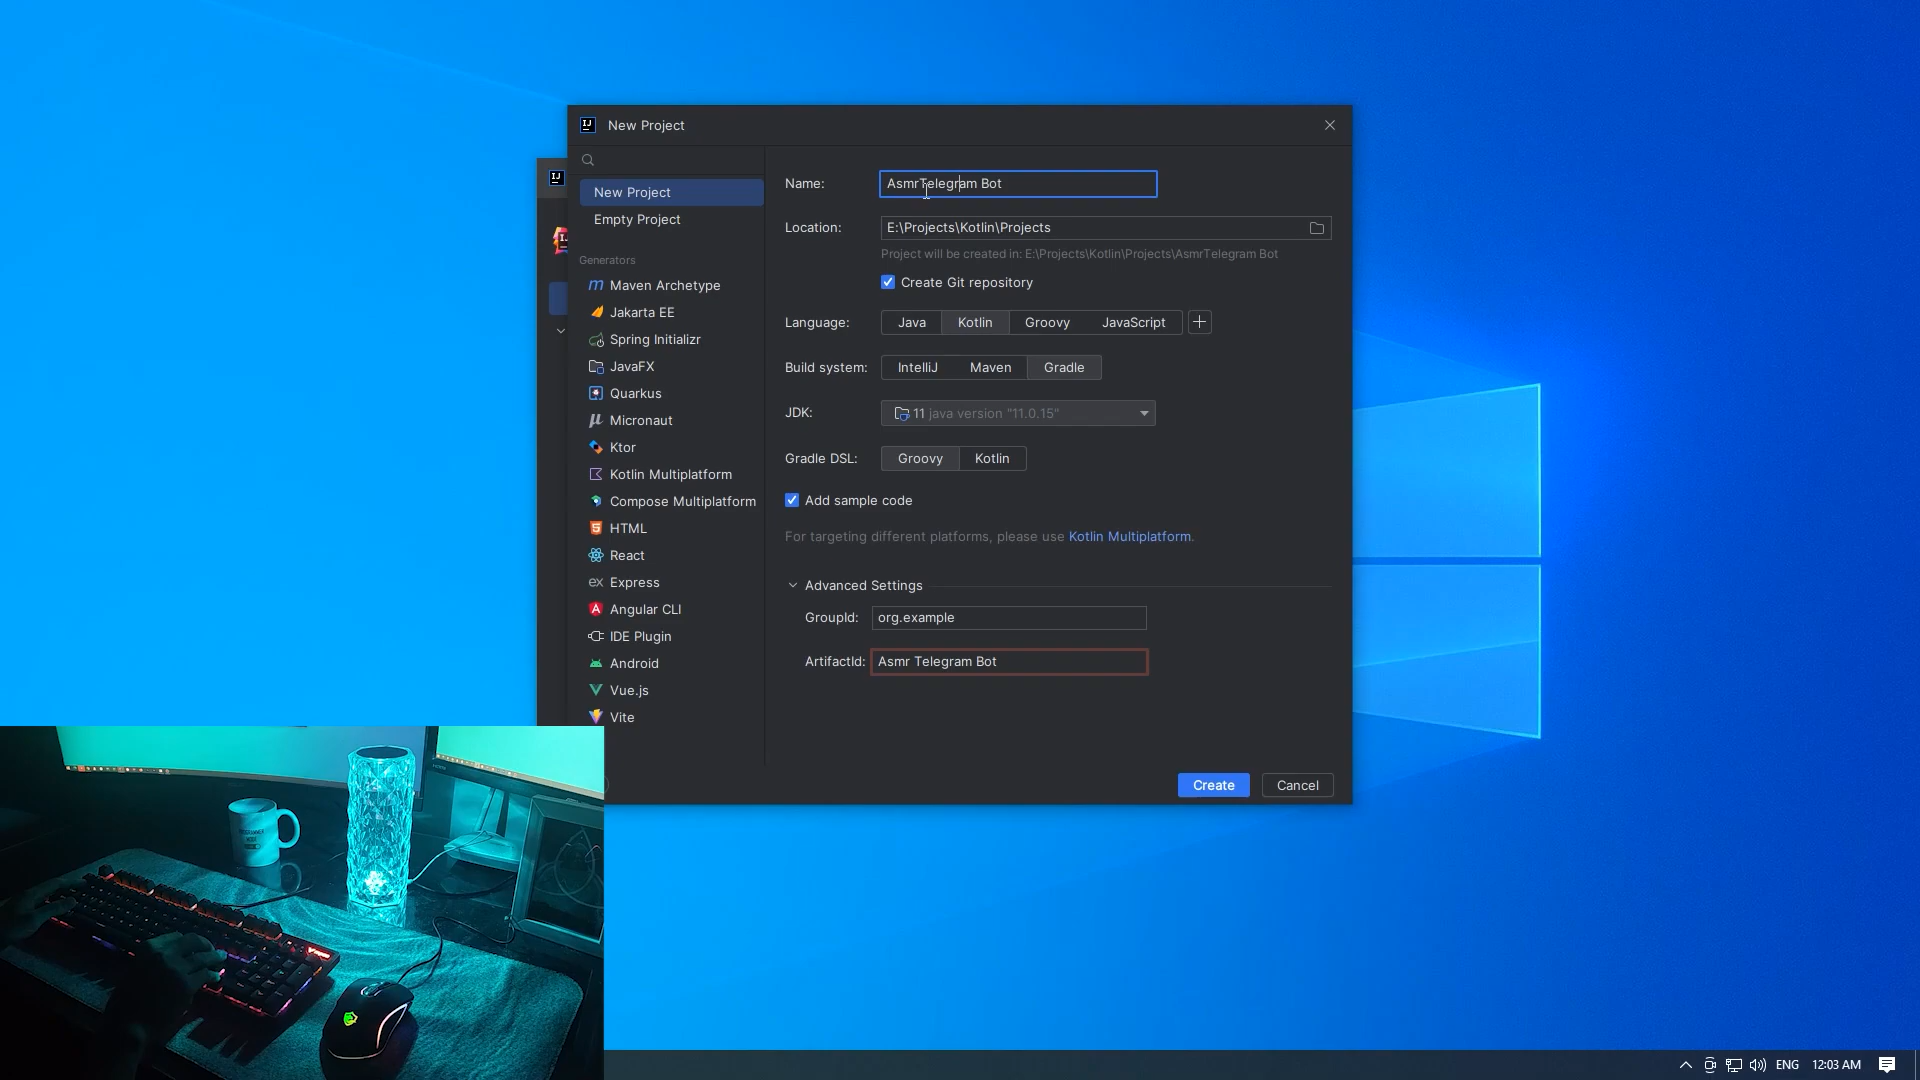 New Project
New Project
Empty Project
Generators
Maven Archetype
Jakarta EE
Spring Initializr
JavaFX
Quarkus
Micronaut
Ktor
Kotlin Multiplatform
Compose Multiplatform
HTML
React
Express
Angular CLI
IDE Plugin
Android
Vue.js
Vite
Name: AsmrTelegram Bot
Location: E:\Projects\Kotlin\Projects
Project will be created in: E:\Projects\Kotlin\Projects\AsmrTelegram Bot
Create Git repository
Language: Java Kotlin Groovy JavaScript +
Build system: IntelliJ Maven Gradle
JDK: 11 java version "11.0.15"
Gradle DSL: Groovy Kotlin
Add sample code
For targeting different platforms, please use Kotlin Multiplatform.
Advanced Settings
GroupId: org.example
ArtifactId: Asmr Telegram Bot
Create Cancel
PROGRAMMER
ENG 12:03 AM